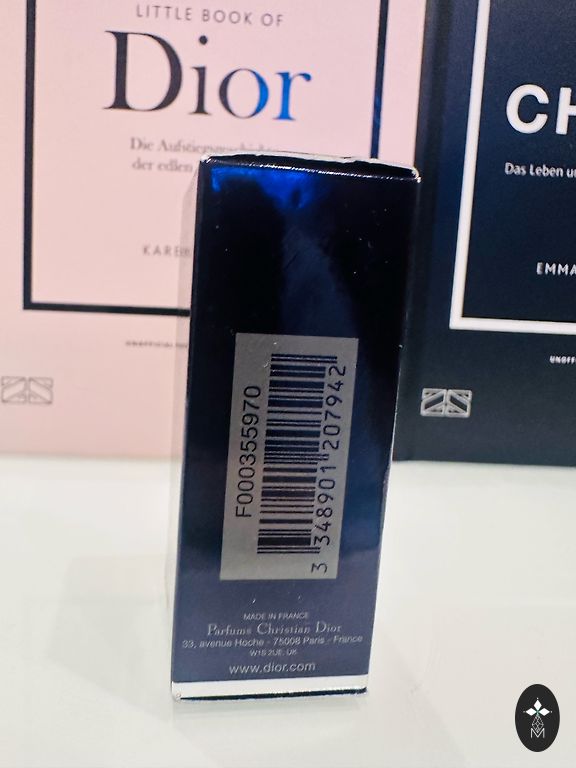 LITTLE BOOK OF
Dior
Die Aufstiegsgeschichte
der edlen
KARE
CH
Das Leben
EMMA
F000355970
3 348901 207942
MADE IN FRANCE
Parfums Christian Dior
33, avenue Hoche - 75008 Paris - France
W1S 2UE, UK
www.dior.com
M